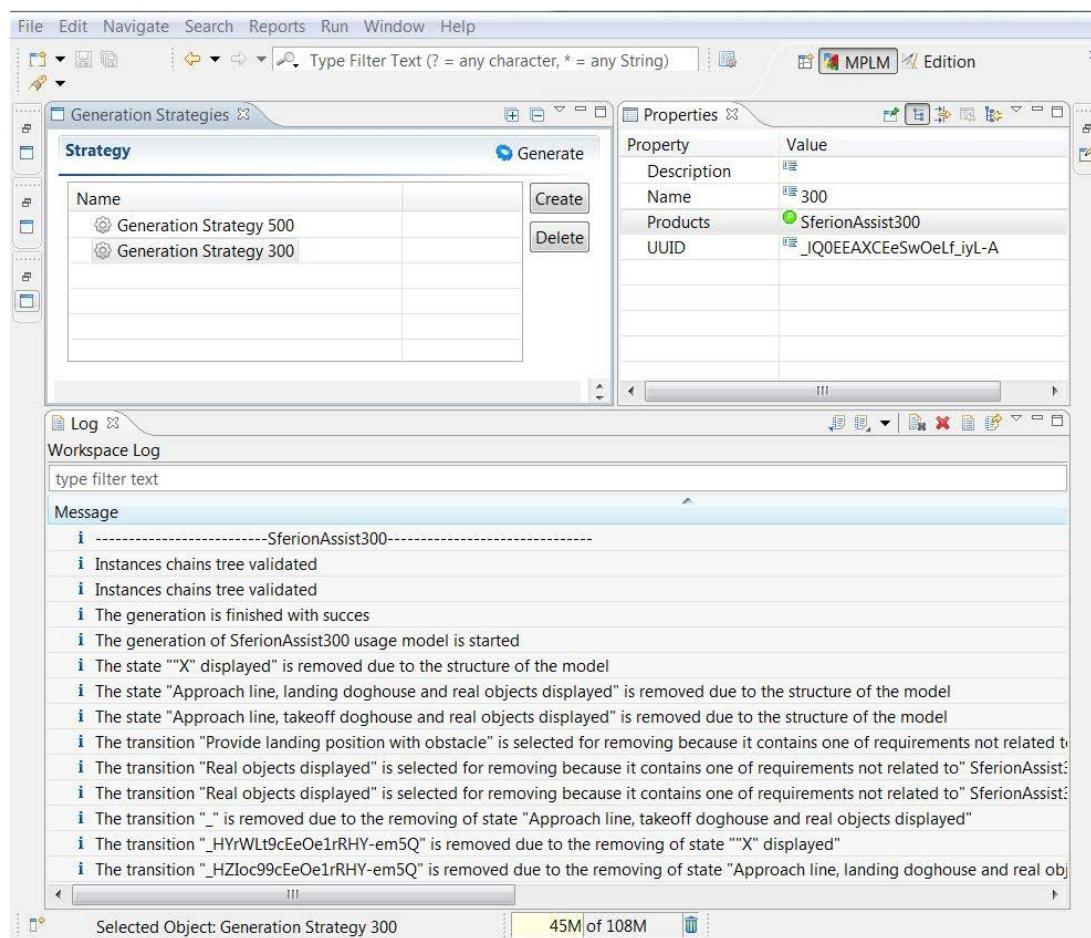 File Edit Navigate Search Reports Run Window Help
Type Filter Text (? = any character, * = any String)
MPLM Edition
Generation Strategies
Strategy
Generate
Name
Generation Strategy 500
Generation Strategy 300
Create
Delete
Properties
Property Value
Description
Name 300
Products SferionAssist300
UUID _IQ0EEAXCEeSwOeLf_iyL-A
Log
Workspace Log
type filter text
Message
--------------------------SferionAssist300-------------------------------
Instances chains tree validated
Instances chains tree validated
The generation is finished with succes
The generation of SferionAssist300 usage model is started
The state ""X" displayed" is removed due to the structure of the model
The state "Approach line, landing doghouse and real objects displayed" is removed due to the structure of the model
The state "Approach line, takeoff doghouse and real objects displayed" is removed due to the structure of the model
The transition "Provide landing position with obstacle" is selected for removing because it contains one of requirements not related t
The transition "Real objects displayed" is selected for removing because it contains one of requirements not related to" SferionAssist
The transition "Real objects displayed" is selected for removing because it contains one of requirements not related to" SferionAssist
The transition "_" is removed due to the removing of state "Approach line, takeoff doghouse and real objects displayed"
The transition "_HYrWLt9cEeOe1rRHY-em5Q" is removed due to the removing of state ""X" displayed"
The transition "_HZIoc99cEeOe1rRHY-em5Q" is removed due to the removing of state "Approach line, landing doghouse and real obj
Selected Object: Generation Strategy 300
45M of 108M